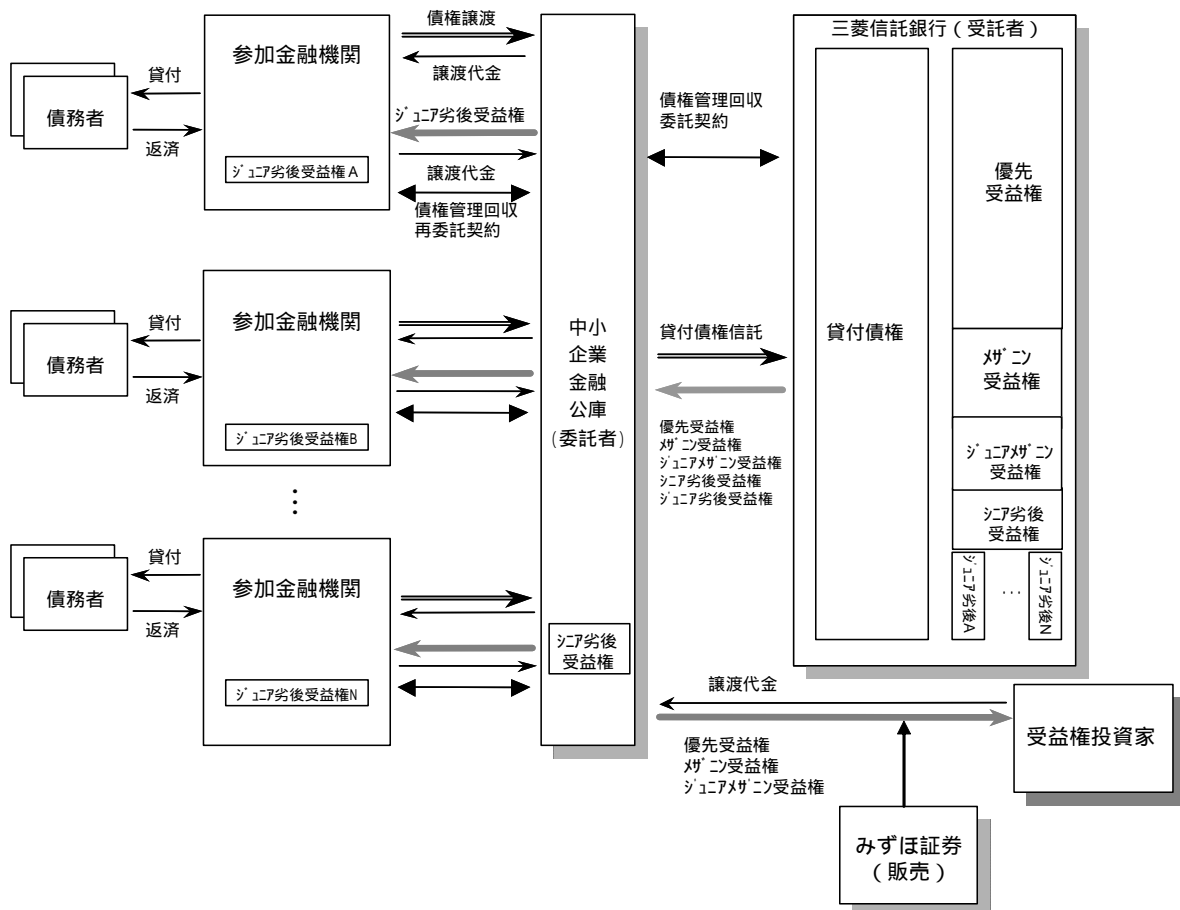 債権譲渡
譲渡代金
参加金融機関
貸付
債務者
返済
ｼﾞｭﾆｱ劣後受益権
ｼﾞｭﾆｱ劣後受益権A
譲渡代金
債権管理回収
再委託契約
参加金融機関
貸付
債務者
返済
ｼﾞｭﾆｱ劣後受益権B
⋮
参加金融機関
貸付
債務者
返済
ｼﾞｭﾆｱ劣後受益権N
中小
企業
金融
公庫
(委託者)
ｼﾆｱ劣後
受益権
債権管理回収
委託契約
貸付債権信託
優先受益権
ﾒｻﾞﾆﾝ受益権
ｼﾞｭﾆｱﾒｻﾞﾆﾝ受益権
ｼﾆｱ劣後受益権
ｼﾞｭﾆｱ劣後受益権
三菱信託銀行（受託者）
貸付債権
優先
受益権
ﾒｻﾞﾆﾝ
受益権
ｼﾞｭﾆｱﾒｻﾞﾆﾝ
受益権
ｼﾆｱ劣後
受益権
ｼﾞｭﾆｱ劣後A
…
ｼﾞｭﾆｱ劣後N
譲渡代金
優先受益権
ﾒｻﾞﾆﾝ受益権
ｼﾞｭﾆｱﾒｻﾞﾆﾝ受益権
受益権投資家
みずほ証券
（販売）